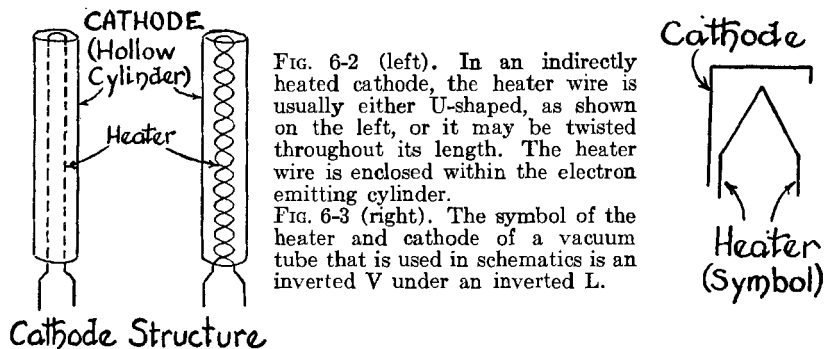 CATHODE
(Hollow
Cylinder)
Heater
Cathode Structure
FIG. 6-2 (left). In an indirectly
heated cathode, the heater wire is
usually either U-shaped, as shown
on the left, or it may be twisted
throughout its length. The heater
wire is enclosed within the electron
emitting cylinder.
FIG. 6-3 (right). The symbol of the
heater and cathode of a vacuum
tube that is used in schematics is an
inverted V under an inverted L.
Cathode
Heater
(Symbol)